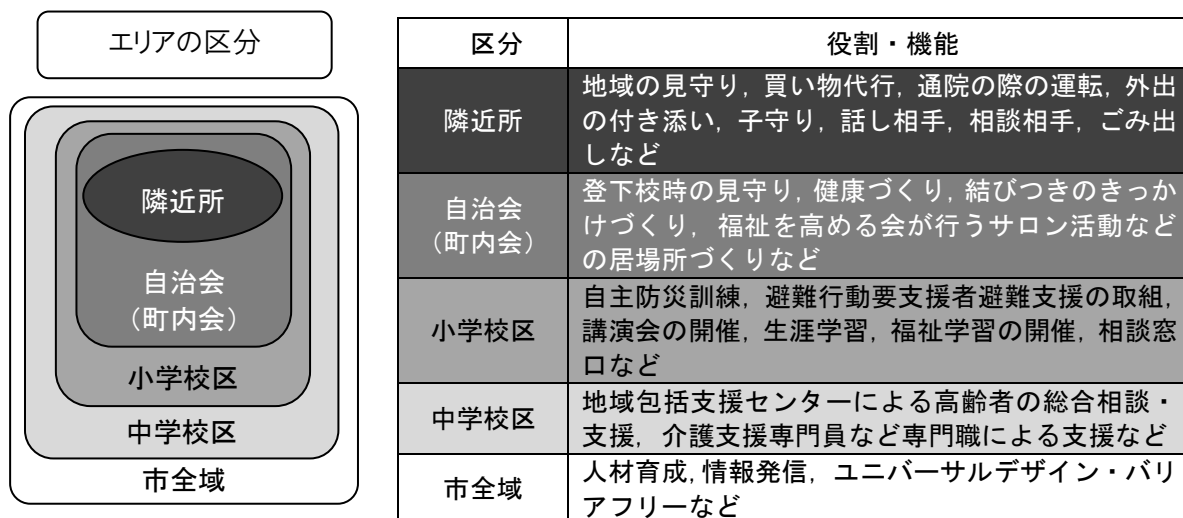 エリアの区分
隣近所
自治会
（町内会）
小学校区
中学校区
市全域
区分
役割・機能
隣近所
地域の見守り，買い物代行，通院の際の運転，外出
の付き添い，子守り，話し相手，相談相手，ごみ出
しなど
自治会
（町内会）
登下校時の見守り，健康づくり，結びつきのきっか
けづくり，福祉を高める会が行うサロン活動など
の居場所づくりなど
小学校区
自主防災訓練，避難行動要支援者避難支援の取組，
講演会の開催，生涯学習，福祉学習の開催，相談窓
口など
中学校区
地域包括支援センターによる高齢者の総合相談・
支援，介護支援専門員など専門職による支援など
市全域
人材育成，情報発信，ユニバーサルデザイン・バリ
アフリーなど